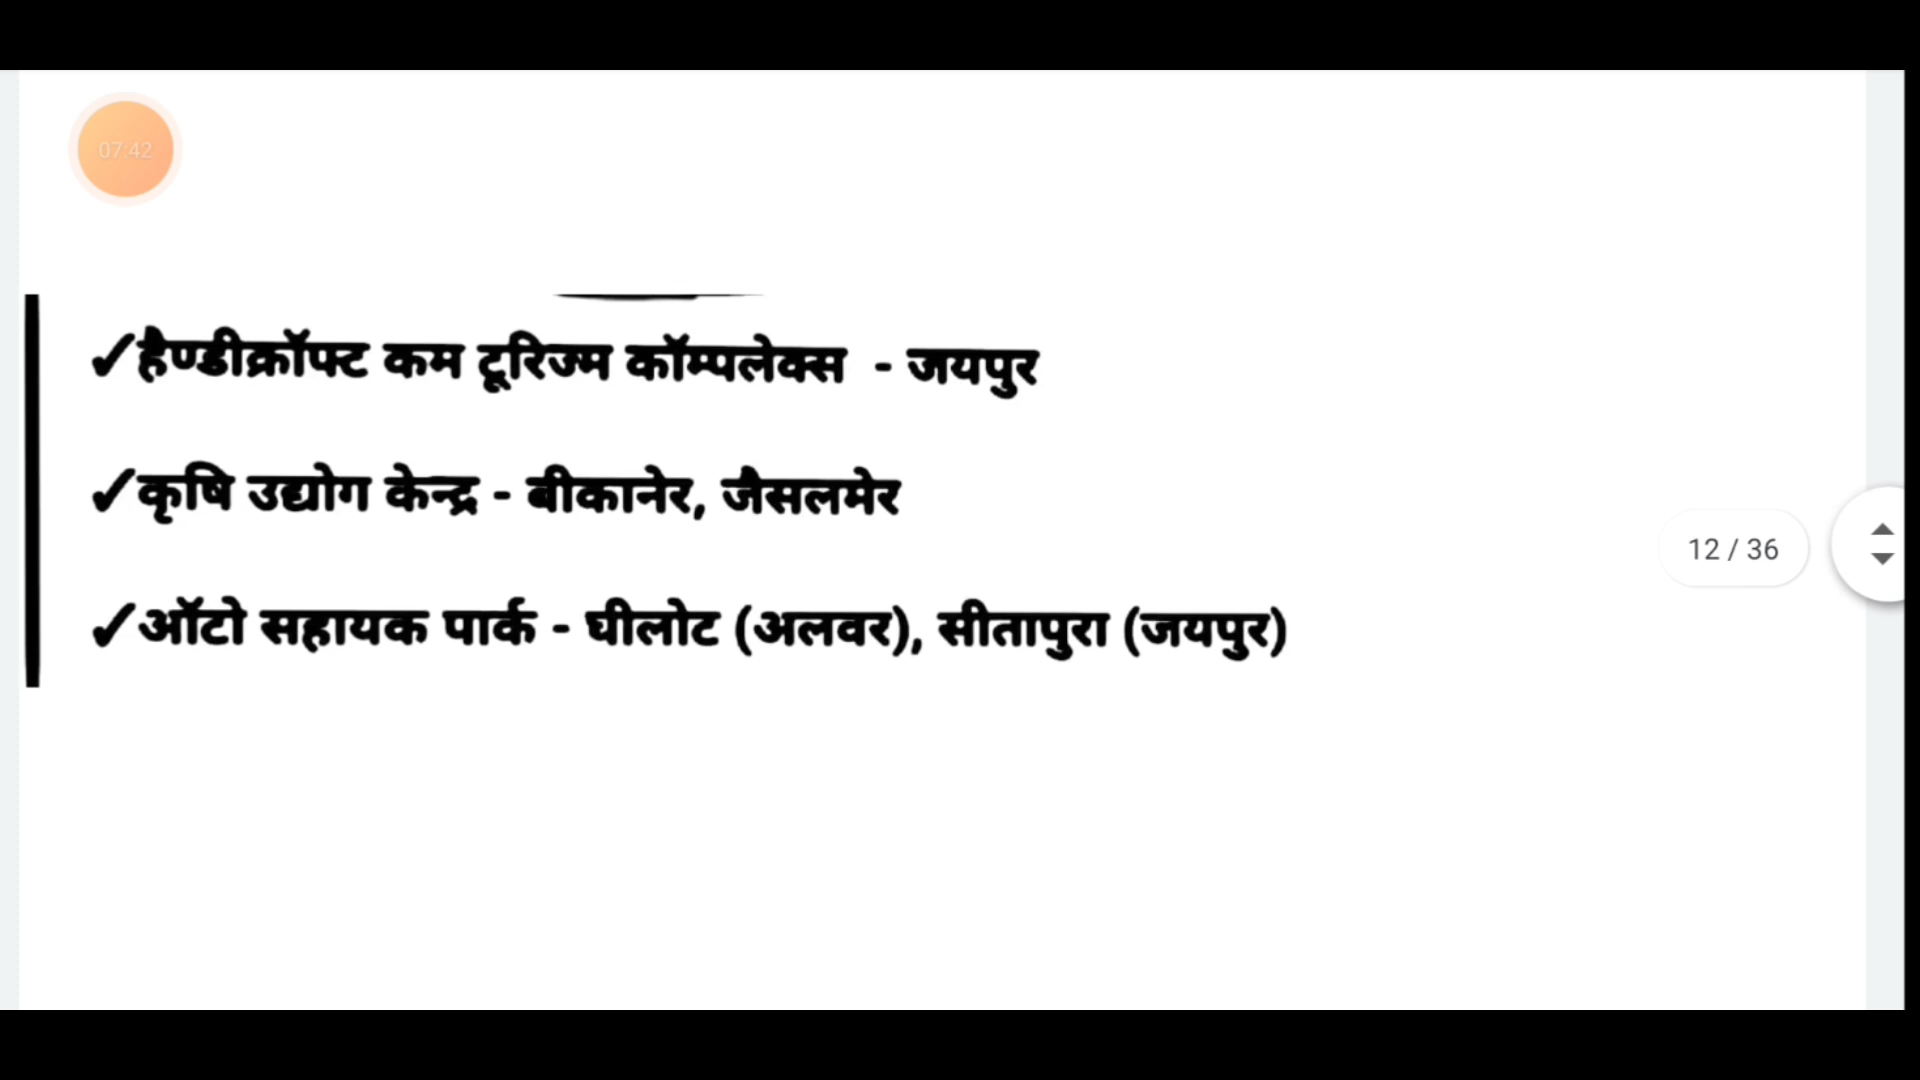 07:42
✓हैण्डीक्रॉफ्ट कम टूरिज्म कॉम्पलेक्स - जयपुर
✓कृषि उद्योग केन्द्र - बीकानेर, जैसलमेर
12 / 36
✓ऑटो सहायक पार्क - घीलोट (अलवर), सीतापुरा (जयपुर)